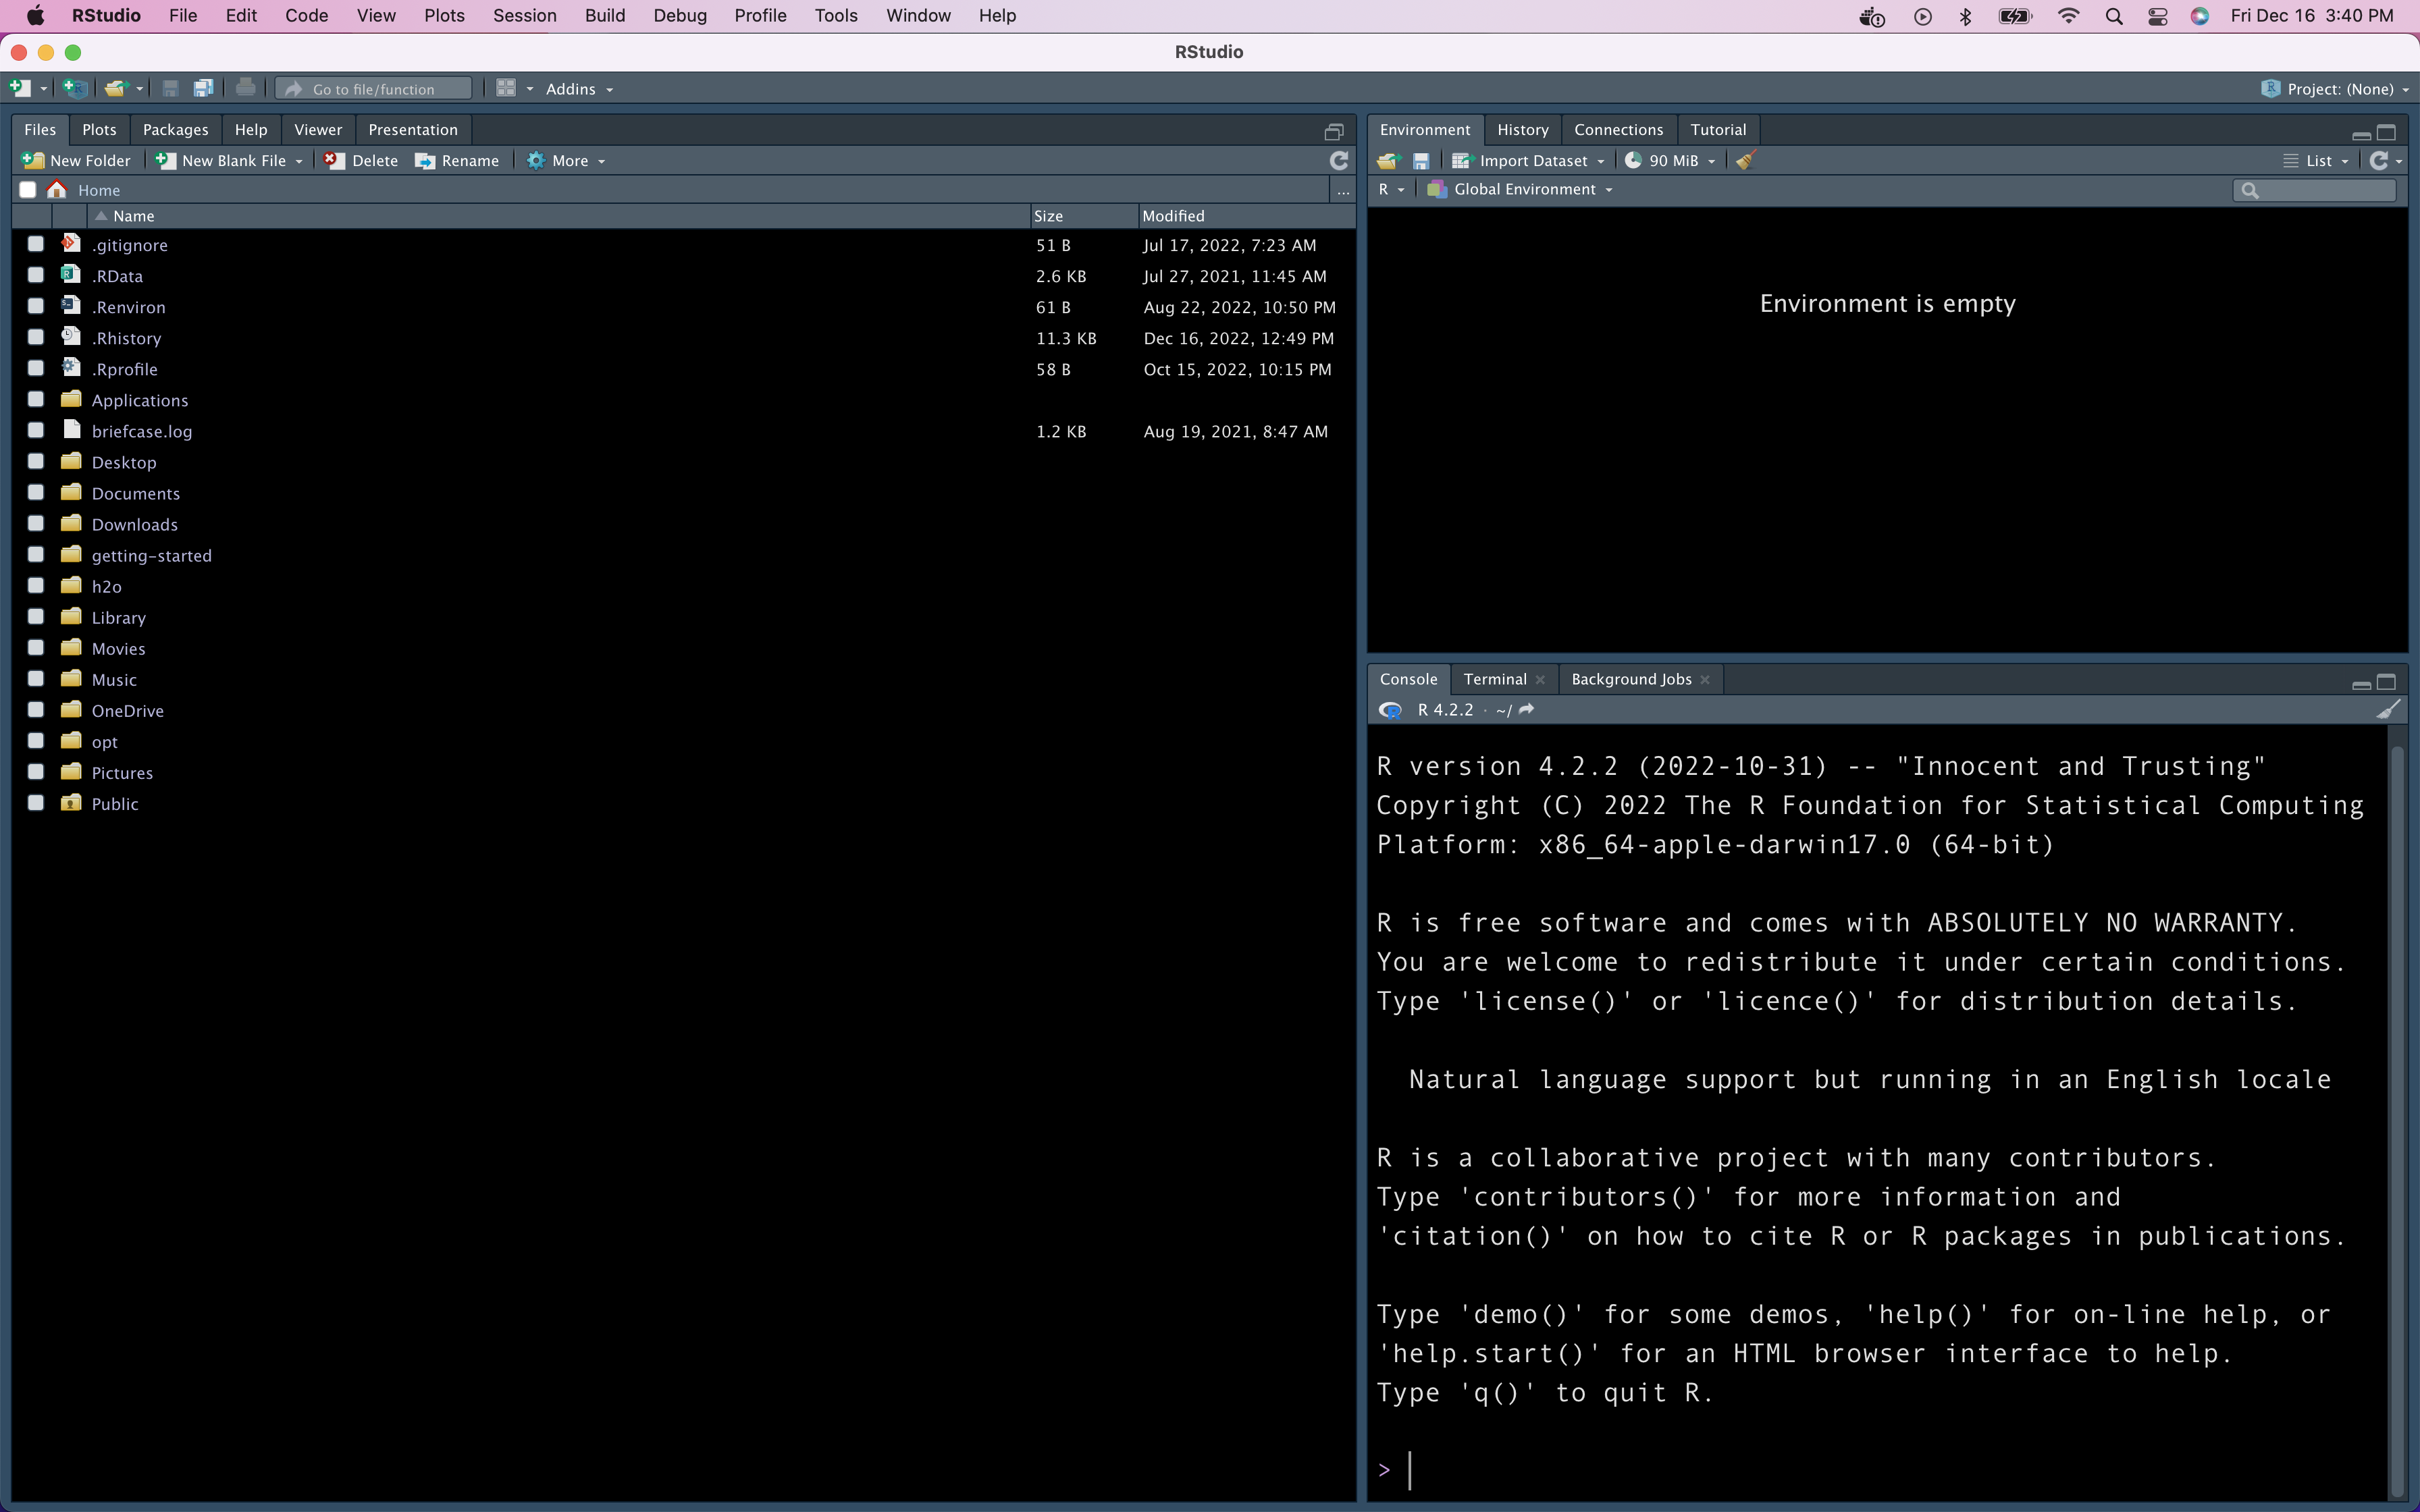 RStudio File Edit Code View Plots Session Build Debug Profile Tools Window Help Fri Dec 16 3:40 PM
RStudio
Go to file/function Addins Project: (None)
Files Plots Packages Help Viewer Presentation
New Folder New Blank File Delete Rename More
Home ...
Name Size Modified
.gitignore 51 B Jul 17, 2022, 7:23 AM
.RData 2.6 KB Jul 27, 2021, 11:45 AM
.Renviron 61 B Aug 22, 2022, 10:50 PM
.Rhistory 11.3 KB Dec 16, 2022, 12:49 PM
.Rprofile 58 B Oct 15, 2022, 10:15 PM
Applications
briefcase.log 1.2 KB Aug 19, 2021, 8:47 AM
Desktop
Documents
Downloads
getting-started
h2o
Library
Movies
Music
OneDrive
opt
Pictures
Public
Environment History Connections Tutorial
Import Dataset 90 MiB List
R Global Environment
Environment is empty
Console Terminal Background Jobs
R 4.2.2 · ~/
R version 4.2.2 (2022-10-31) -- "Innocent and Trusting"
Copyright (C) 2022 The R Foundation for Statistical Computing
Platform: x86_64-apple-darwin17.0 (64-bit)
R is free software and comes with ABSOLUTELY NO WARRANTY.
You are welcome to redistribute it under certain conditions.
Type 'license()' or 'licence()' for distribution details.
Natural language support but running in an English locale
R is a collaborative project with many contributors.
Type 'contributors()' for more information and
'citation()' on how to cite R or R packages in publications.
Type 'demo()' for some demos, 'help()' for on-line help, or
'help.start()' for an HTML browser interface to help.
Type 'q()' to quit R.
>